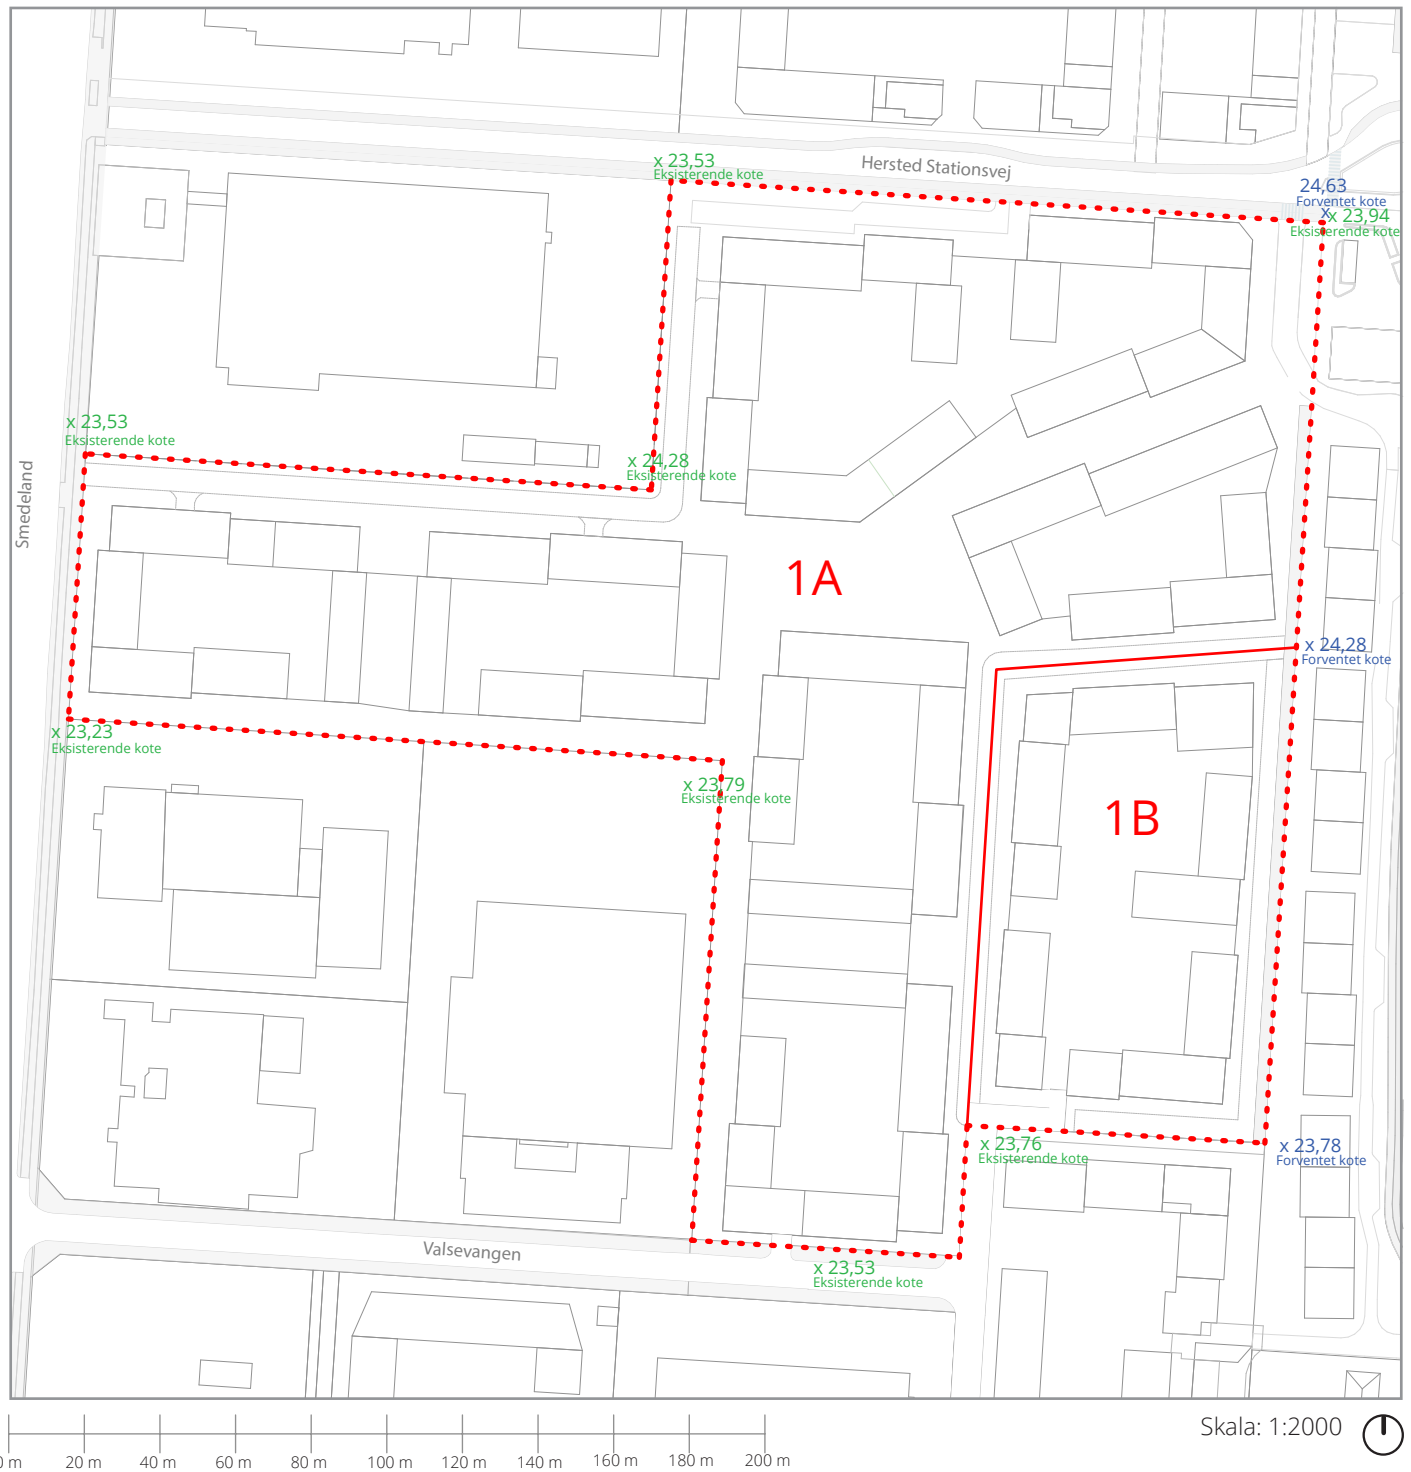 x 23,53
Eksisterende kote
Hersted Stationsvej
24,63
Forventet kote
x
x 23,94
Eksisterende kote
x 23,53
Eksisterende kote
x 24,28
Eksisterende kote
Smedeland
1A
x 24,28
Forventet kote
x 23,23
Eksisterende kote
x 23,79
Eksisterende kote
1B
x 23,76
Eksisterende kote
x 23,78
Forventet kote
Valsevangen
x 23,53
Eksisterende kote
Skala: 1:2000
0 m 20 m 40 m 60 m 80 m 100 m 120 m 140 m 160 m 180 m 200 m